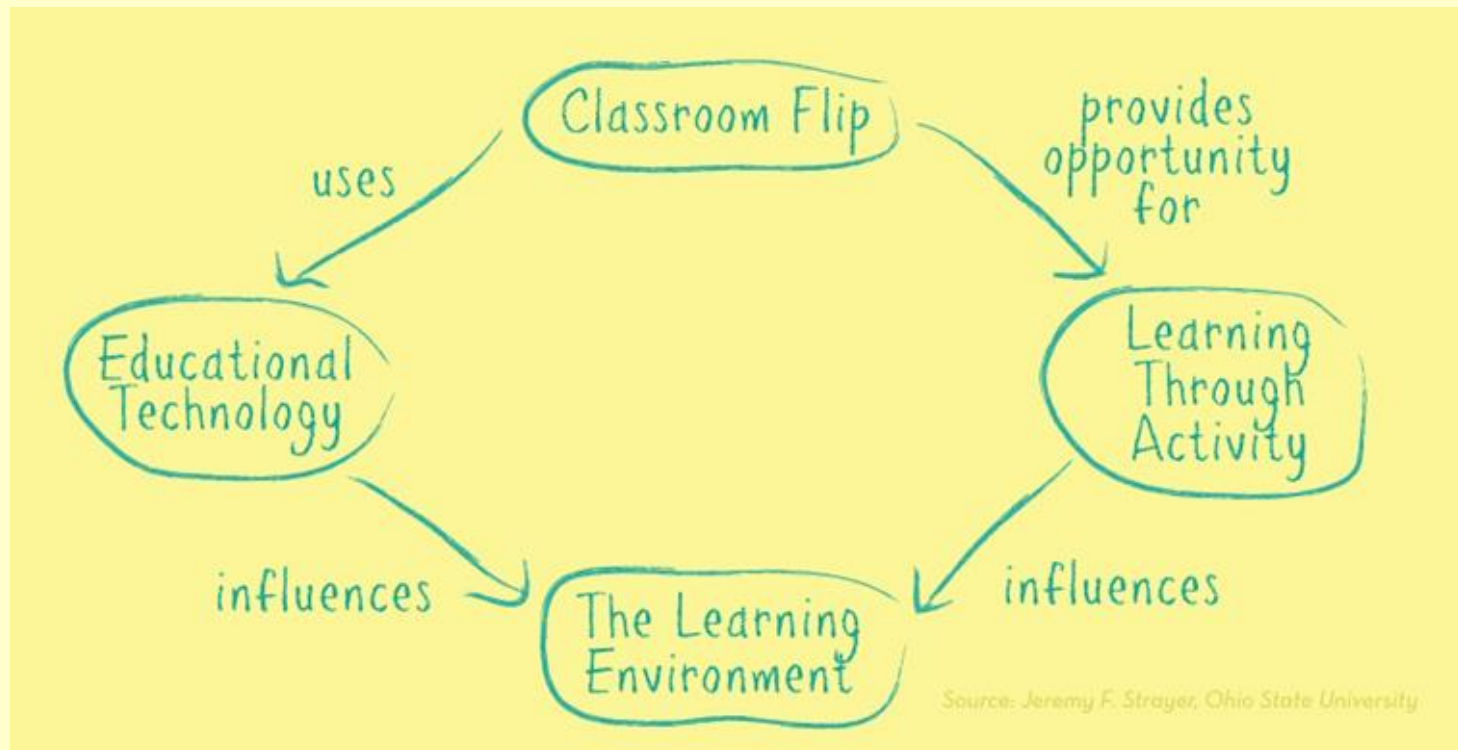 Classroom Flip
uses
provides
opportunity
for
Educational
Technology
Learning
Through
Activity
influences
influences
The Learning
Environment
Source: Jeremy F. Strayer, Ohio State University